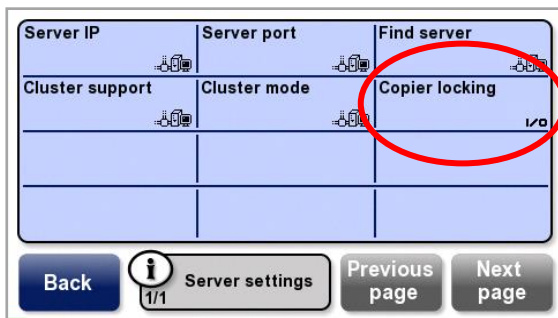 Server IP
Server port
Find server
Cluster support
Cluster mode
Copier locking
I/O
Back
i
1/1
Server settings
Previous
page
Next
page